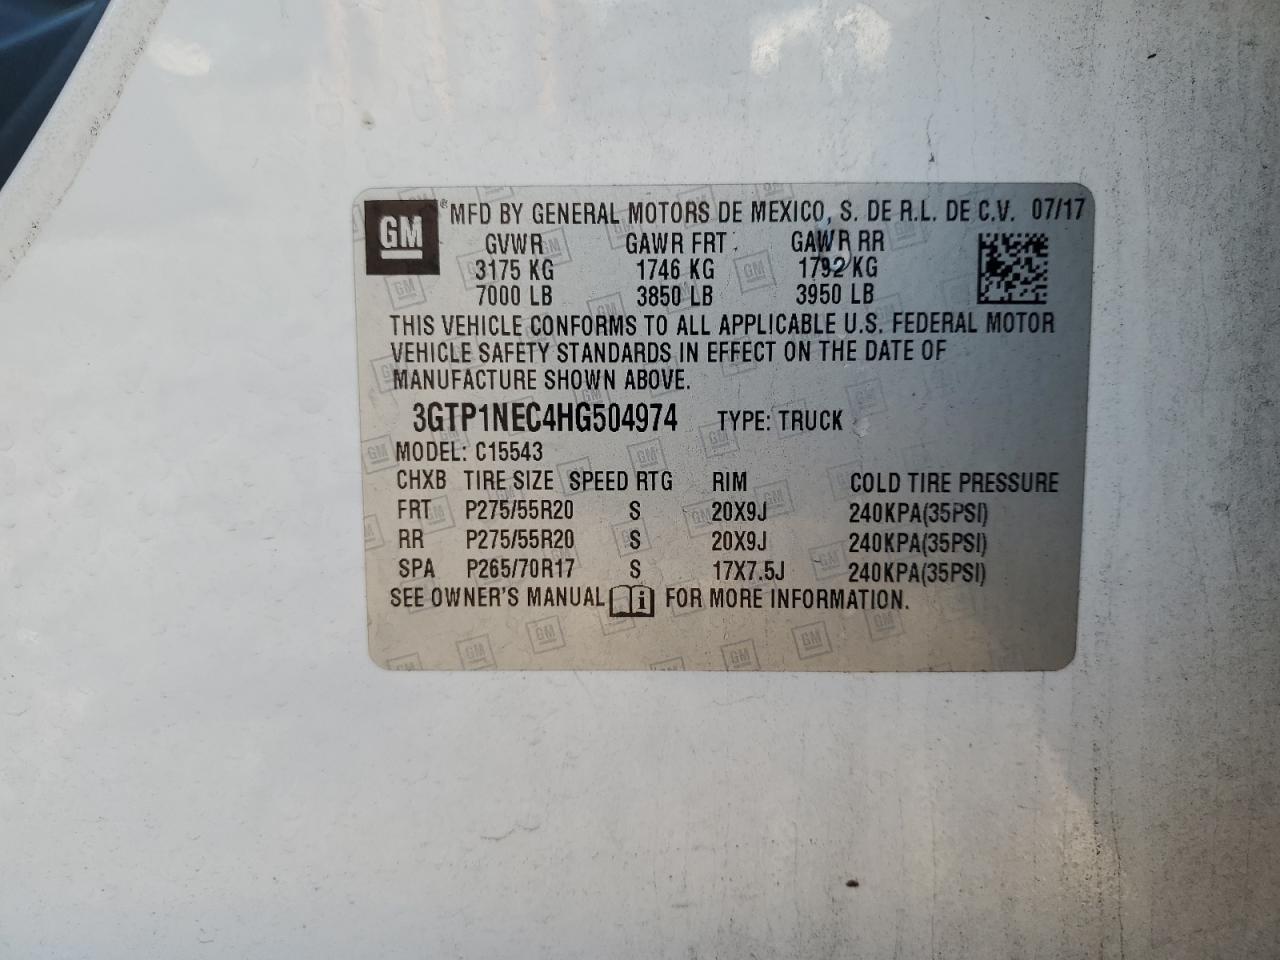 GM ® MFD BY GENERAL MOTORS DE MEXICO, S. DE R.L. DE C.V. 07/17
GVWR GAWR FRT GAWR RR
3175 KG 1746 KG 1792 KG
7000 LB 3850 LB 3950 LB
THIS VEHICLE CONFORMS TO ALL APPLICABLE U.S. FEDERAL MOTOR
VEHICLE SAFETY STANDARDS IN EFFECT ON THE DATE OF
MANUFACTURE SHOWN ABOVE.
3GTP1NEC4HG504974 TYPE: TRUCK
MODEL: C15543
CHXB TIRE SIZE SPEED RTG RIM COLD TIRE PRESSURE
FRT P275/55R20 S 20X9J 240KPA(35PSI)
RR P275/55R20 S 20X9J 240KPA(35PSI)
SPA P265/70R17 S 17X7.5J 240KPA(35PSI)
SEE OWNER'S MANUAL i FOR MORE INFORMATION.